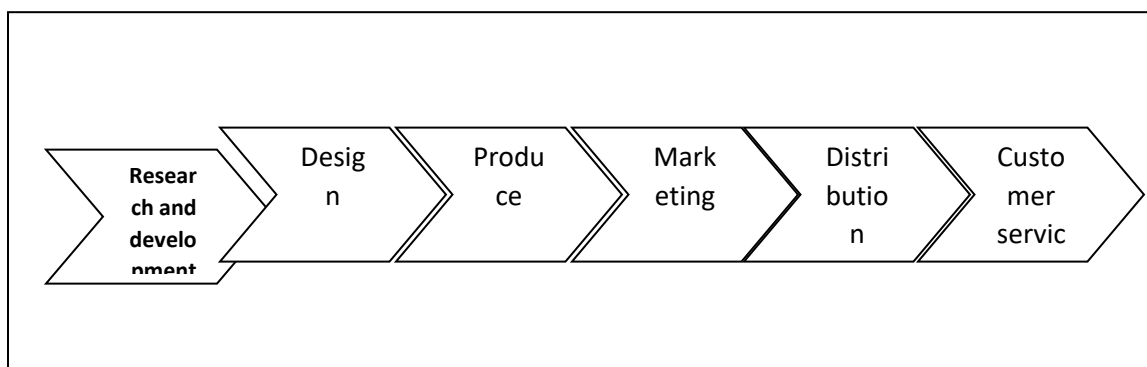 Resear
ch and
develo
pment
Desig
n
Produ
ce
Mark
eting
Distri
butio
n
Custo
mer
servic